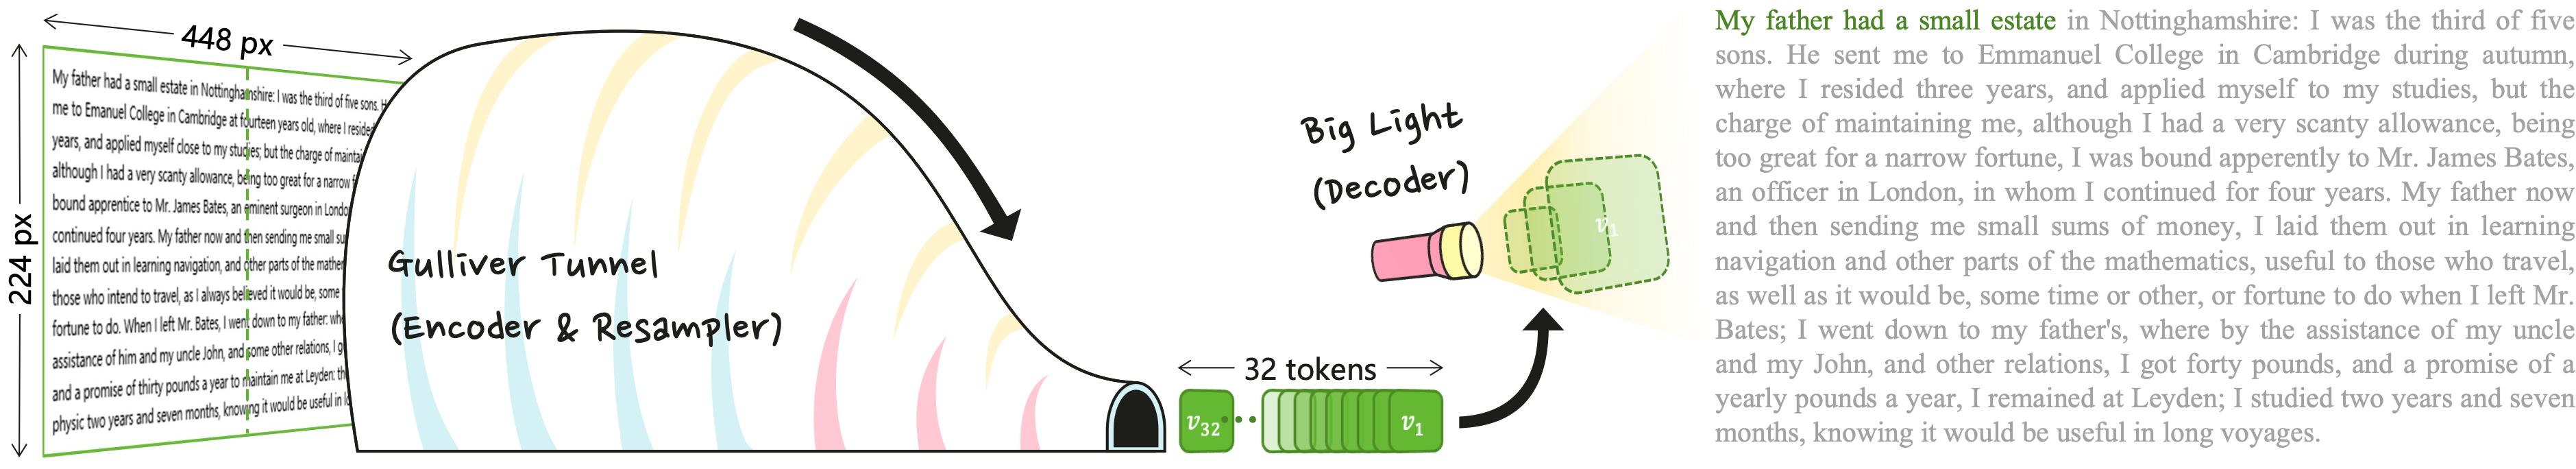 448 px
224 px
My father had a small estate in Nottinghamshire: I was the third of five sons. H
me to Emanuel College in Cambridge at fourteen years old, where I resided
years, and applied myself close to my studies; but the charge of maintai
although I had a very scanty allowance, being too great for a narrow f
bound apprentice to Mr. James Bates, an eminent surgeon in Londo
continued four years. My father now and then sending me small su
laid them out in learning navigation, and other parts of the mathe
those who intend to travel, as I always believed it would be, some
fortune to do. When I left Mr. Bates, I went down to my father: wh
assistance of him and my uncle John, and some other relations, I g
and a promise of thirty pounds a year to maintain me at Leyden: th
physic two years and seven months, knowing it would be useful in lo
Gulliver Tunnel
(Encoder & Resampler)
32 tokens
v32 v1
Big Light
(Decoder)
v1
My father had a small estate in Nottinghamshire: I was the third of five
sons. He sent me to Emmanuel College in Cambridge during autumn,
where I resided three years, and applied myself to my studies, but the
charge of maintaining me, although I had a very scanty allowance, being
too great for a narrow fortune, I was bound apperently to Mr. James Bates,
an officer in London, in whom I continued for four years. My father now
and then sending me small sums of money, I laid them out in learning
navigation and other parts of the mathematics, useful to those who travel,
as well as it would be, some time or other, or fortune to do when I left Mr.
Bates; I went down to my father's, where by the assistance of my uncle
and my John, and other relations, I got forty pounds, and a promise of a
yearly pounds a year, I remained at Leyden; I studied two years and seven
months, knowing it would be useful in long voyages.